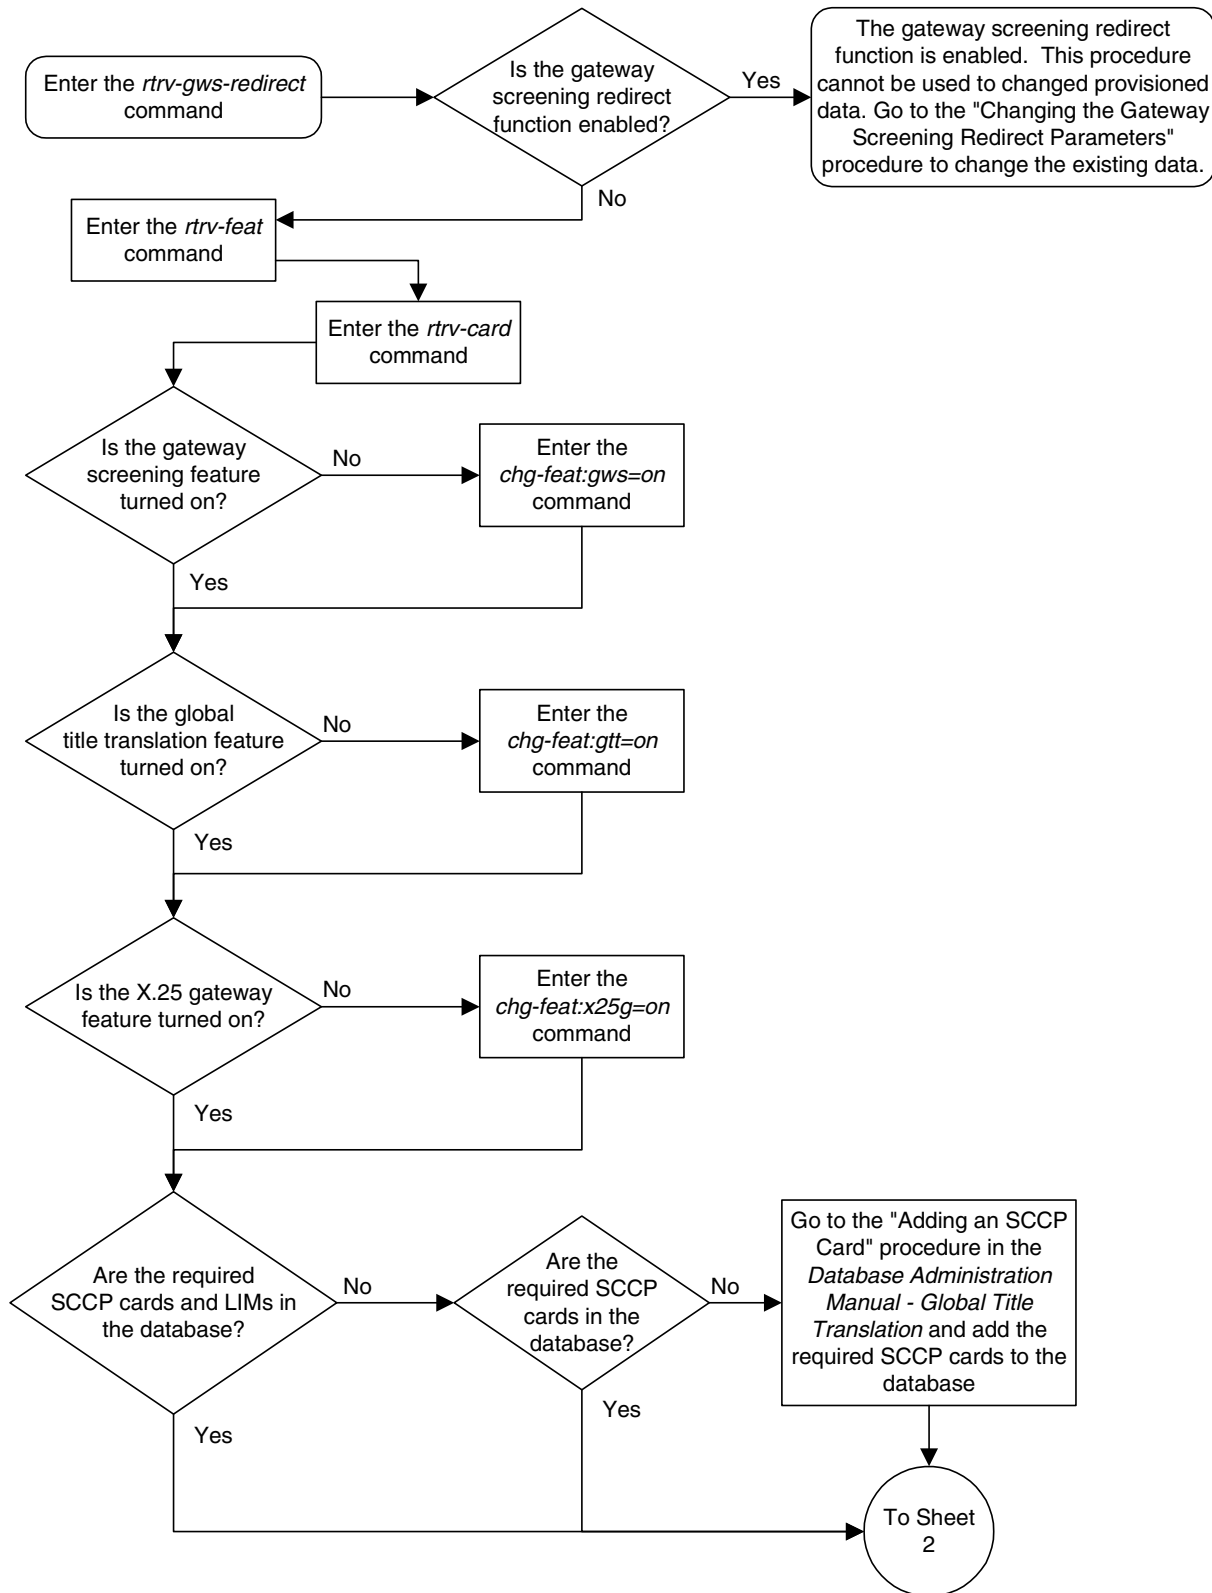 Enter the rtrv-gws-redirect
command
Is the gateway
screening redirect
function enabled?
Yes
The gateway screening redirect
function is enabled.  This procedure
cannot be used to changed provisioned
data. Go to the "Changing the Gateway
Screening Redirect Parameters"
procedure to change the existing data.
No
Enter the rtrv-feat
command
Enter the rtrv-card
command
Is the gateway
screening feature
turned on?
No
Enter the
chg-feat:gws=on
command
Yes
Is the global
title translation feature
turned on?
No
Enter the
chg-feat:gtt=on
command
Yes
Is the X.25 gateway
feature turned on?
No
Enter the
chg-feat:x25g=on
command
Yes
Are the required
SCCP cards and LIMs in
the database?
No
Are the
required SCCP
cards in the
database?
No
Go to the "Adding an SCCP
Card" procedure in the
Database Administration
Manual - Global Title
Translation and add the
required SCCP cards to the
database
Yes
Yes
To Sheet
2